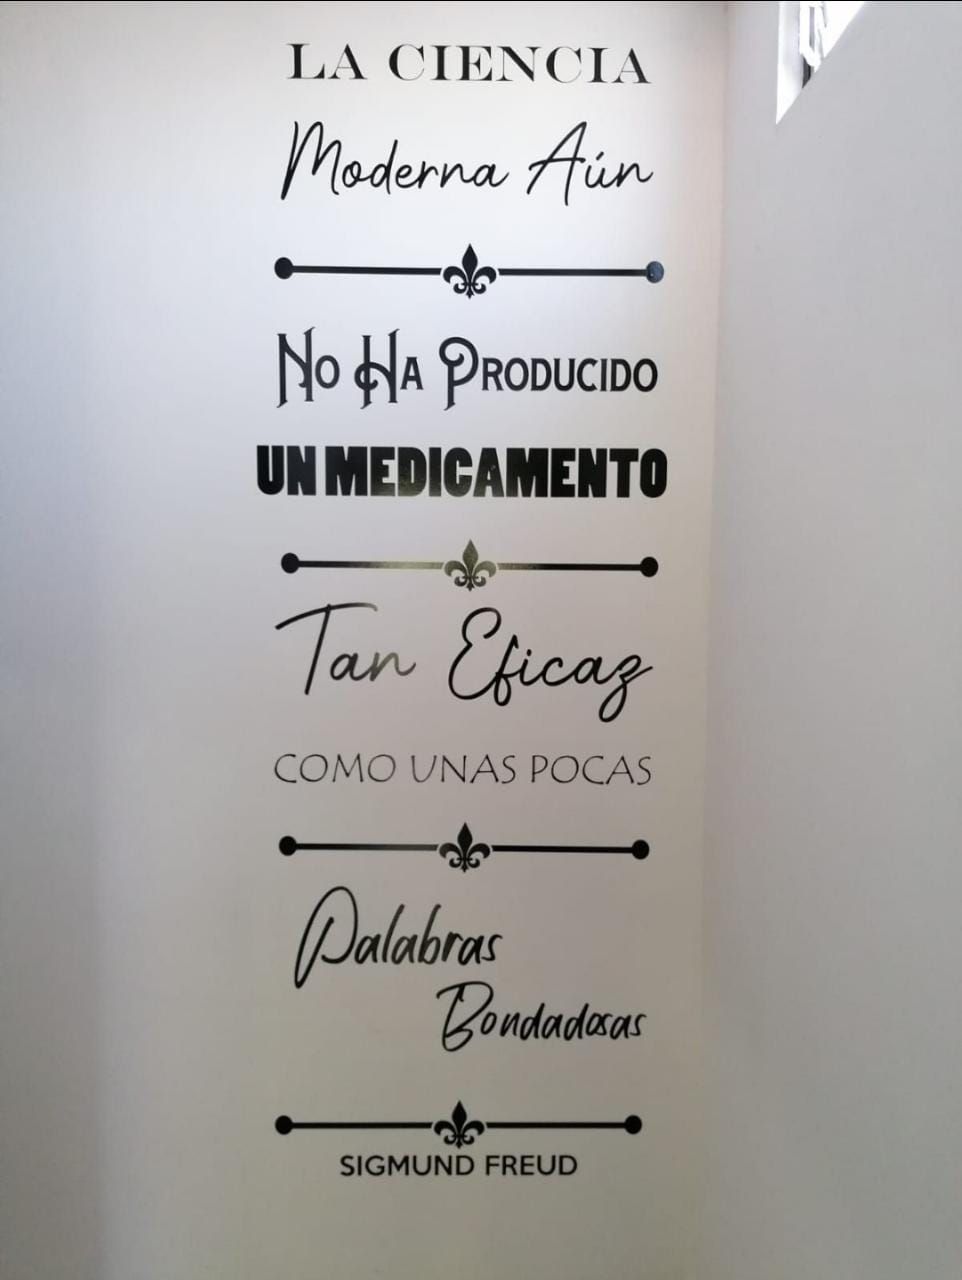 LA CIENCIA
Moderna Aún
No Ha Producido
UN MEDICAMENTO
Tan Eficaz
COMO UNAS POCAS
Palabras
Bondadosas
SIGMUND FREUD